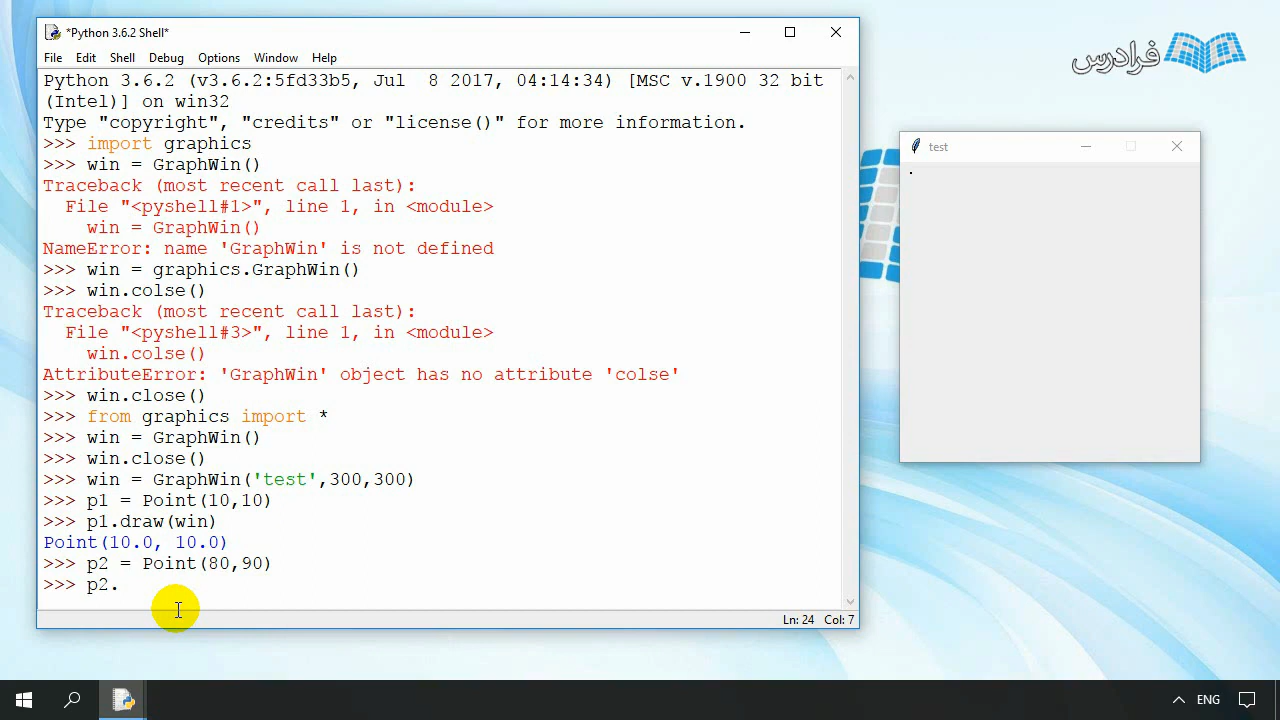 *Python 3.6.2 Shell*
File Edit Shell Debug Options Window Help
Python 3.6.2 (v3.6.2:5fd33b5, Jul  8 2017, 04:14:34) [MSC v.1900 32 bit
(Intel)] on win32
Type "copyright", "credits" or "license()" for more information.
>>> import graphics
>>> win = GraphWin()
Traceback (most recent call last):
  File "<pyshell#1>", line 1, in <module>
    win = GraphWin()
NameError: name 'GraphWin' is not defined
>>> win = graphics.GraphWin()
>>> win.colse()
Traceback (most recent call last):
  File "<pyshell#3>", line 1, in <module>
    win.colse()
AttributeError: 'GraphWin' object has no attribute 'colse'
>>> win.close()
>>> from graphics import *
>>> win = GraphWin()
>>> win.close()
>>> win = GraphWin('test',300,300)
>>> p1 = Point(10,10)
>>> p1.draw(win)
Point(10.0, 10.0)
>>> p2 = Point(80,90)
>>> p2.
Ln: 24 Col: 7
فرادرس
test
ENG